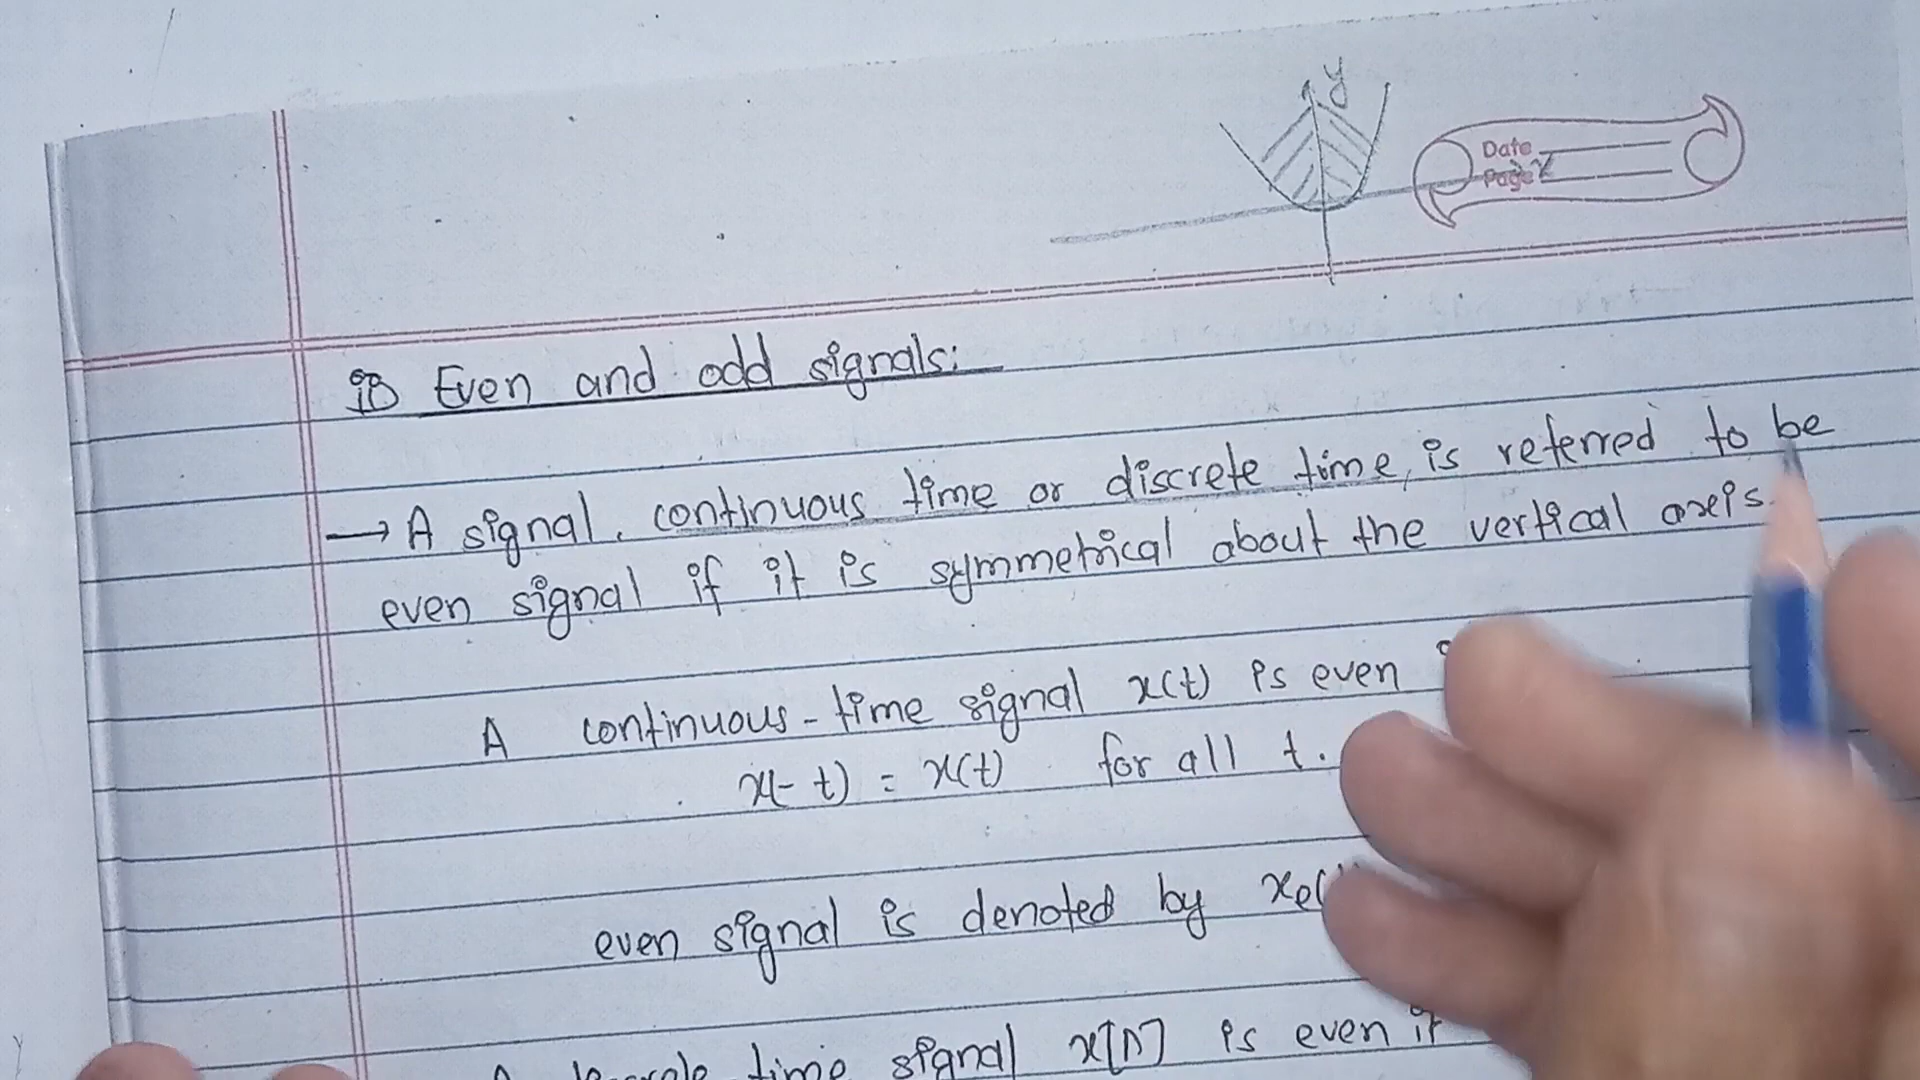 y
Date
Page
x
ii) Even and odd signals:
→ A signal, continuous time or discrete time, is referred to be
even signal if it is symmetrical about the vertical axis.
A continuous-time signal x(t) is even
x(-t) = x(t) for all t.
even signal is denoted by xe(
time signal x[n] is even if